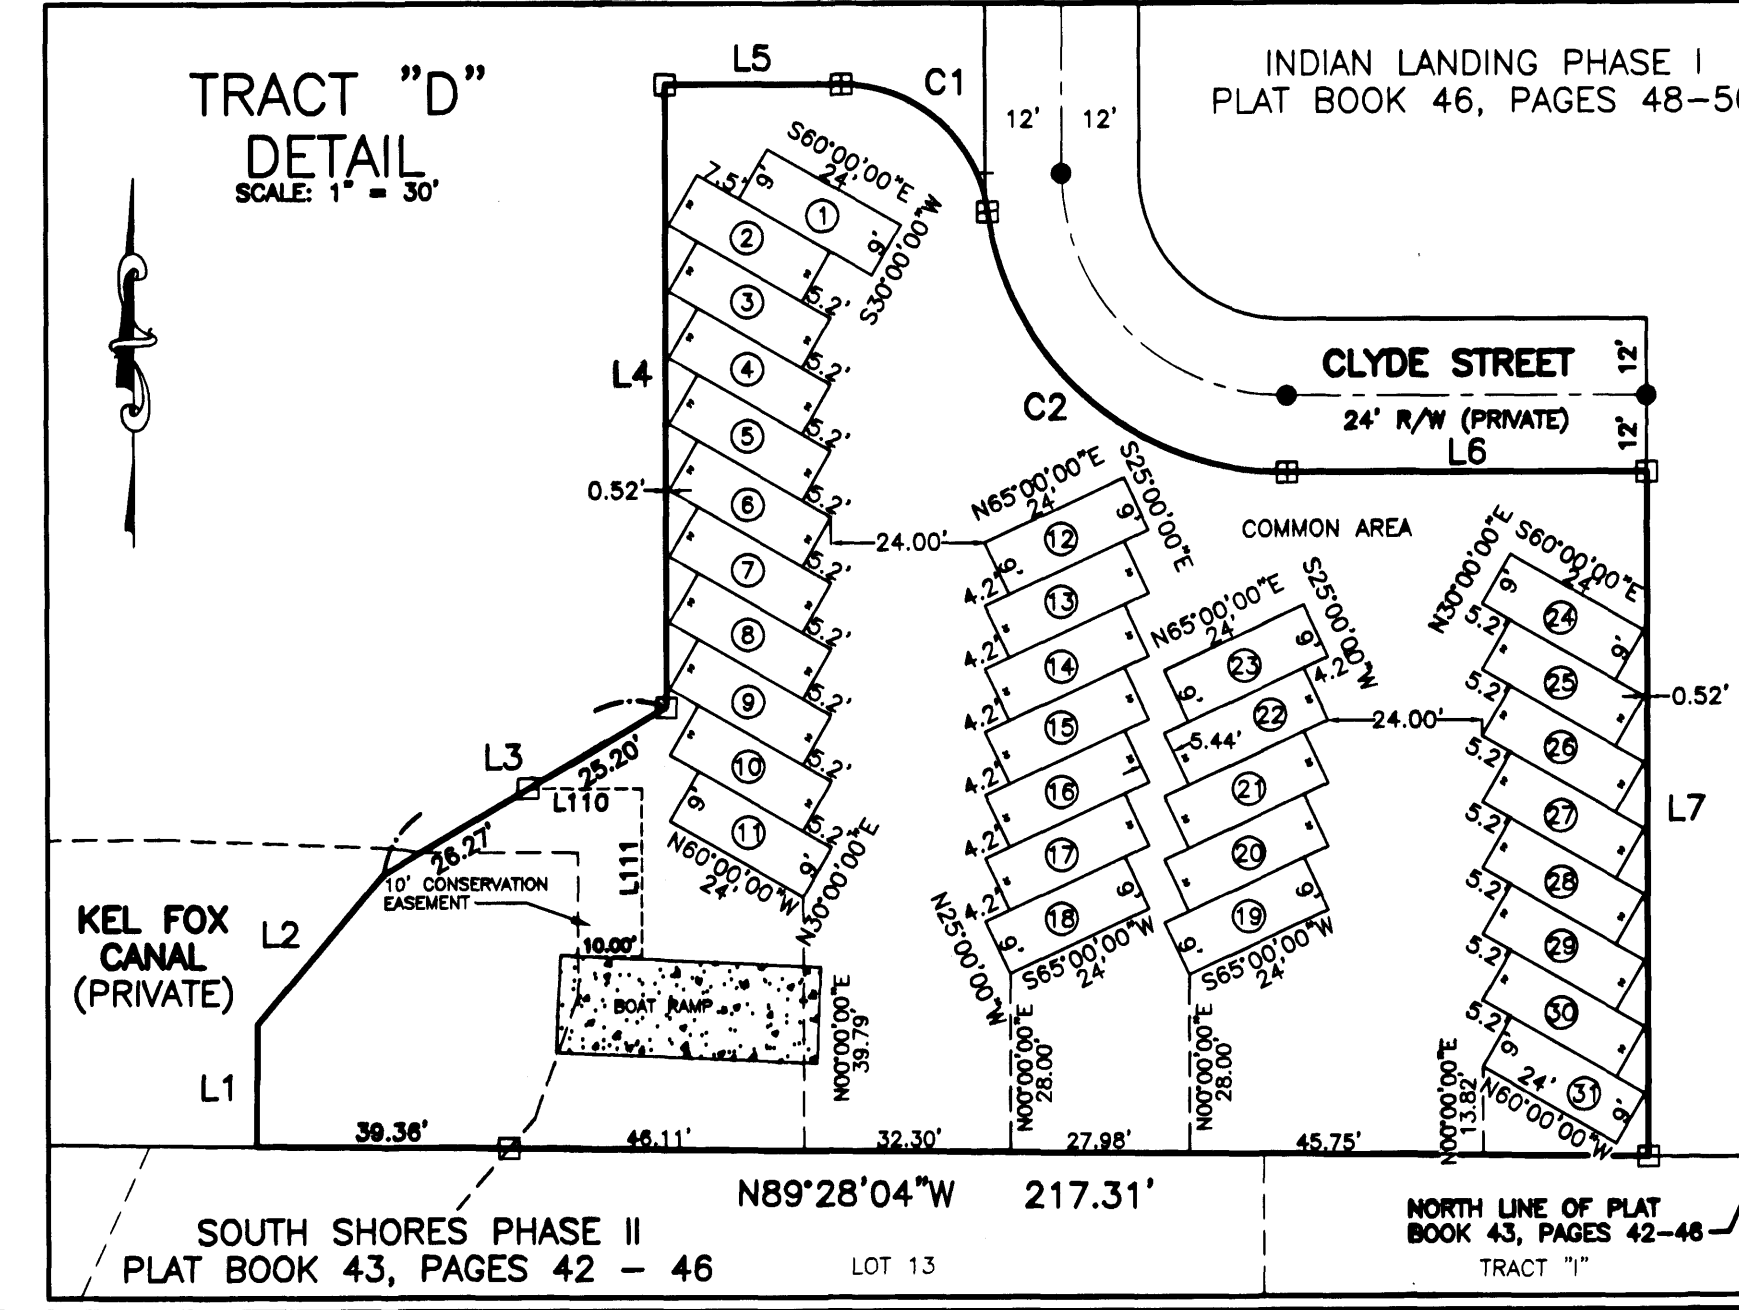 TRACT "D"
DETAIL
SCALE: 1" = 30'
L5
C1
12'
12'
INDIAN LANDING PHASE I
PLAT BOOK 46, PAGES 48-50
S60°00'00"E
24'
9'
9'
7.5'
S30°00'00"W
1
2
3
4
5
6
7
8
9
10
11
5.2'
5.2'
5.2'
5.2'
5.2'
5.2'
5.2'
5.2'
5.2'
L4
0.52'
24.00'
C2
CLYDE STREET
24' R/W (PRIVATE)
12'
12'
L6
COMMON AREA
N65°00'00"E
24'
S25°00'00"E
9'
9'
12
13
14
15
16
17
18
4.2'
4.2'
4.2'
4.2'
4.2'
4.2'
9'
9'
S65°00'00"W
24'
N25°00'00"W
N65°00'00"E
24'
S25°00'00"W
9'
9'
4.2'
23
22
5.44'
21
20
19
9'
S65°00'00"W
24'
24.00'
N30°00'00"E
S60°00'00"E
24'
9'
9'
24
25
26
27
28
29
30
31
5.2'
5.2'
5.2'
5.2'
5.2'
5.2'
5.2'
0.52'
L7
9'
24'
9'
N60°00'00"W
N00°00'00"E
13.82'
9'
N60°00'00"W
24'
9'
N30°00'00"E
L3
25.20'
L110
L111
26.27'
10' CONSERVATION
EASEMENT
10.00'
BOAT RAMP
KEL FOX
CANAL
(PRIVATE)
L2
L1
N00°00'00"E
39.79'
N00°00'00"E
28.00'
N00°00'00"E
28.00'
39.36'
46.11'
32.30'
27.98'
45.75'
N89°28'04"W 217.31'
SOUTH SHORES PHASE II
PLAT BOOK 43, PAGES 42 - 46
LOT 13
NORTH LINE OF PLAT
BOOK 43, PAGES 42-46
TRACT "I"